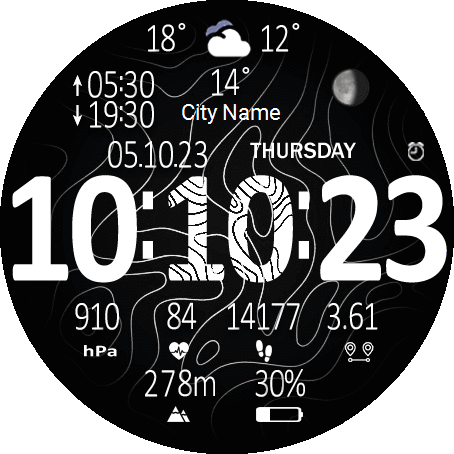 18° 12°
↑05:30 14°
↓19:30 City Name
05.10.23 THURSDAY
10:10:23
910 84 14177 3.61
hPa
278m 30%